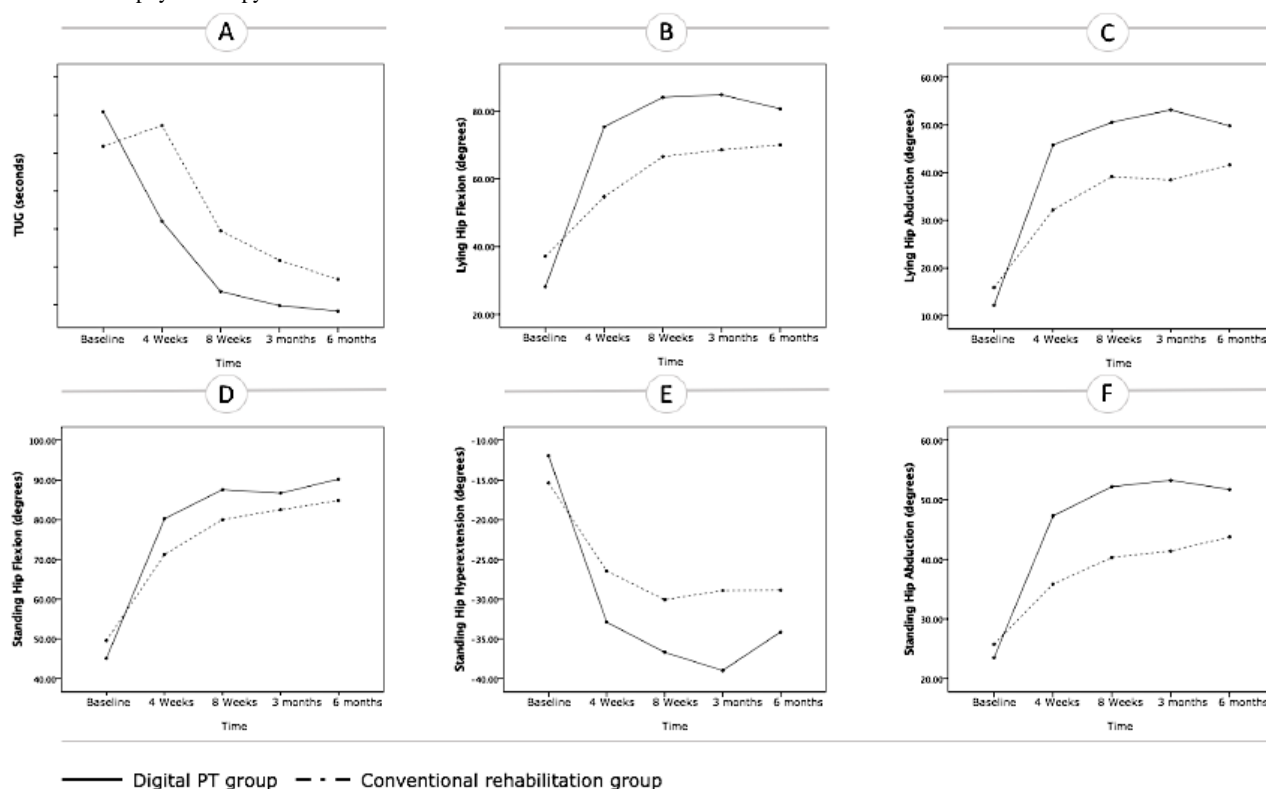 A
B
C
TUG (seconds)
Baseline 4 Weeks 8 Weeks 3 months 6 months
Time
Lying Hip Flexion (degrees)
80.00
60.00
40.00
20.00
Baseline 4 Weeks 8 Weeks 3 months 6 months
Time
Lying Hip Abduction (degrees)
60.00
50.00
40.00
30.00
20.00
10.00
Baseline 4 Weeks 8 Weeks 3 months 6 months
Time
D
E
F
Standing Hip Flexion (degrees)
100.00
90.00
80.00
70.00
60.00
50.00
40.00
Baseline 4 Weeks 8 Weeks 3 months 6 months
Time
Standing Hip Hyperextension (degrees)
-10.00
-15.00
-20.00
-25.00
-30.00
-35.00
-40.00
Baseline 4 Weeks 8 Weeks 3 months 6 months
Time
Standing Hip Abduction (degrees)
60.00
50.00
40.00
30.00
20.00
Baseline 4 Weeks 8 Weeks 3 months 6 months
Time
Digital PT group Conventional rehabilitation group